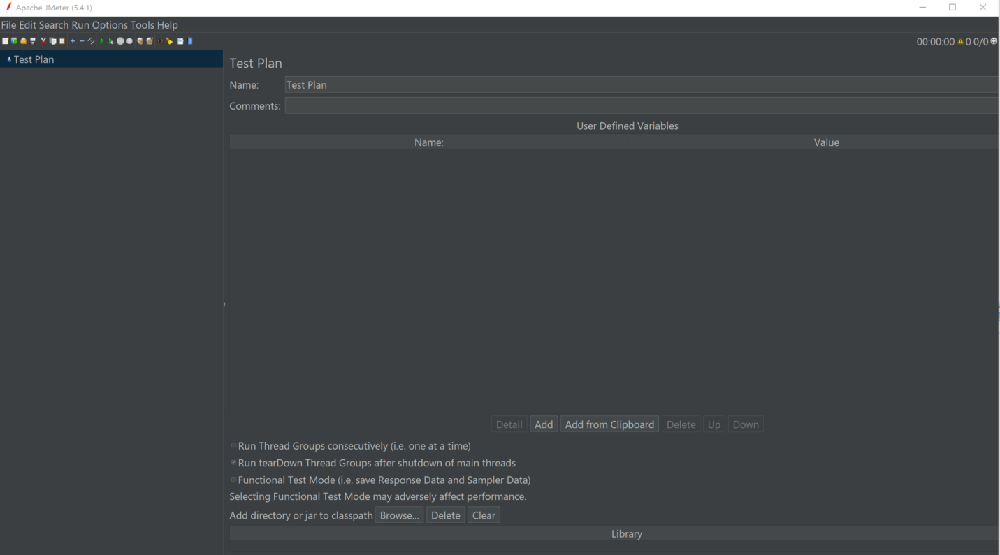 Apache JMeter (5.4.1)
File Edit Search Run Options Tools Help
00:00:00 0 0/0
Test Plan
Test Plan
Name: Test Plan
Comments:
User Defined Variables
Name: Value
Detail Add Add from Clipboard Delete Up Down
Run Thread Groups consecutively (i.e. one at a time)
Run tearDown Thread Groups after shutdown of main threads
Functional Test Mode (i.e. save Response Data and Sampler Data)
Selecting Functional Test Mode may adversely affect performance.
Add directory or jar to classpath Browse... Delete Clear
Library